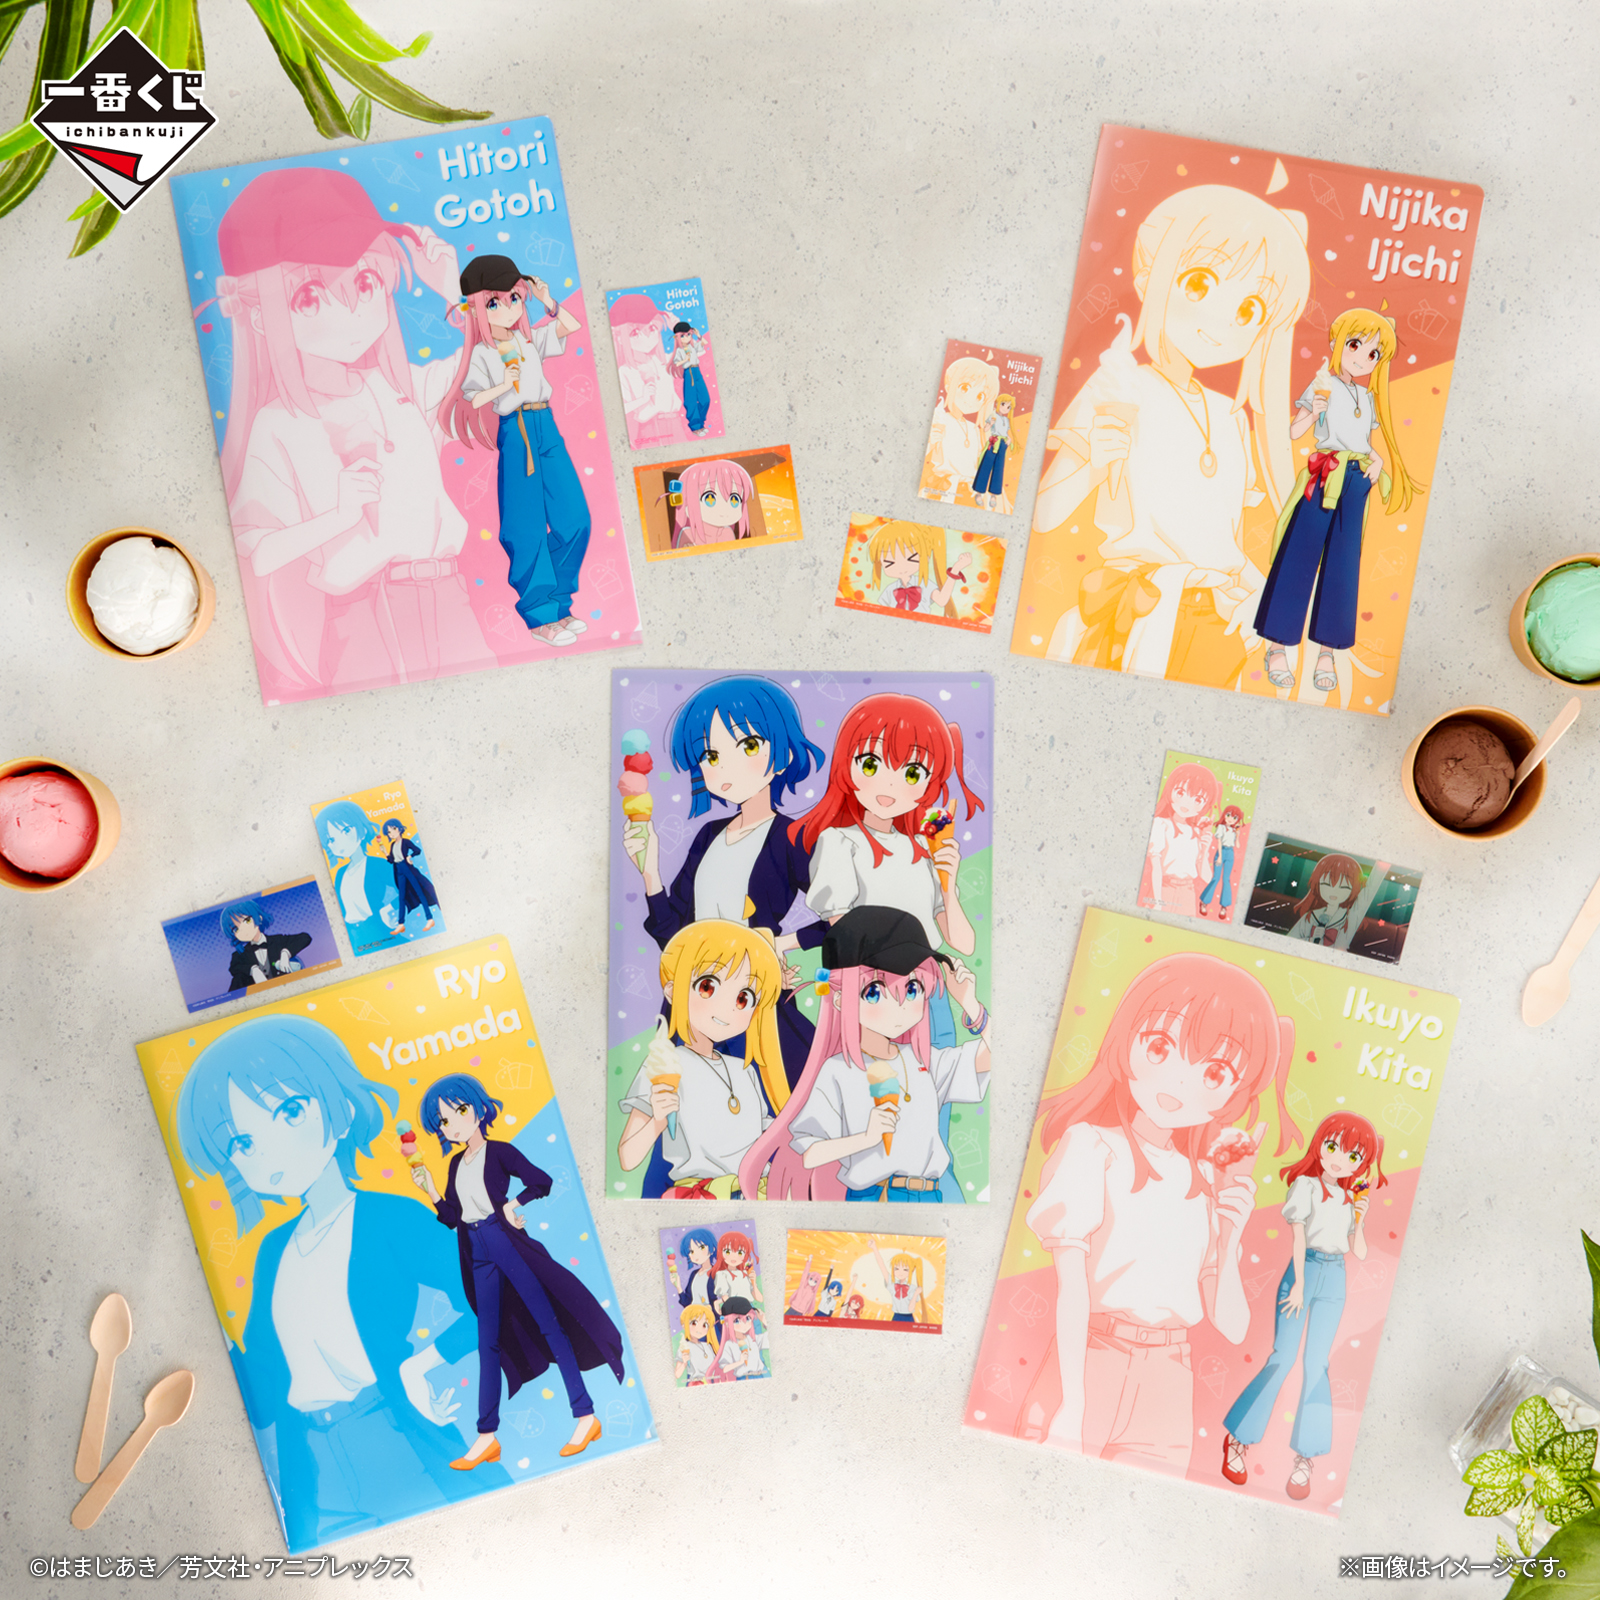 一番くじ
ichibankuji
Hitori
Gotoh
Hitori
Gotoh
Nijika
Ijichi
Nijika
Ijichi
Ryo
Yamada
Ryo
Yamada
Ikuyo
Kita
Ikuyo
Kita
©はまじあき／芳文社・アニプレックス
※画像はイメージです。